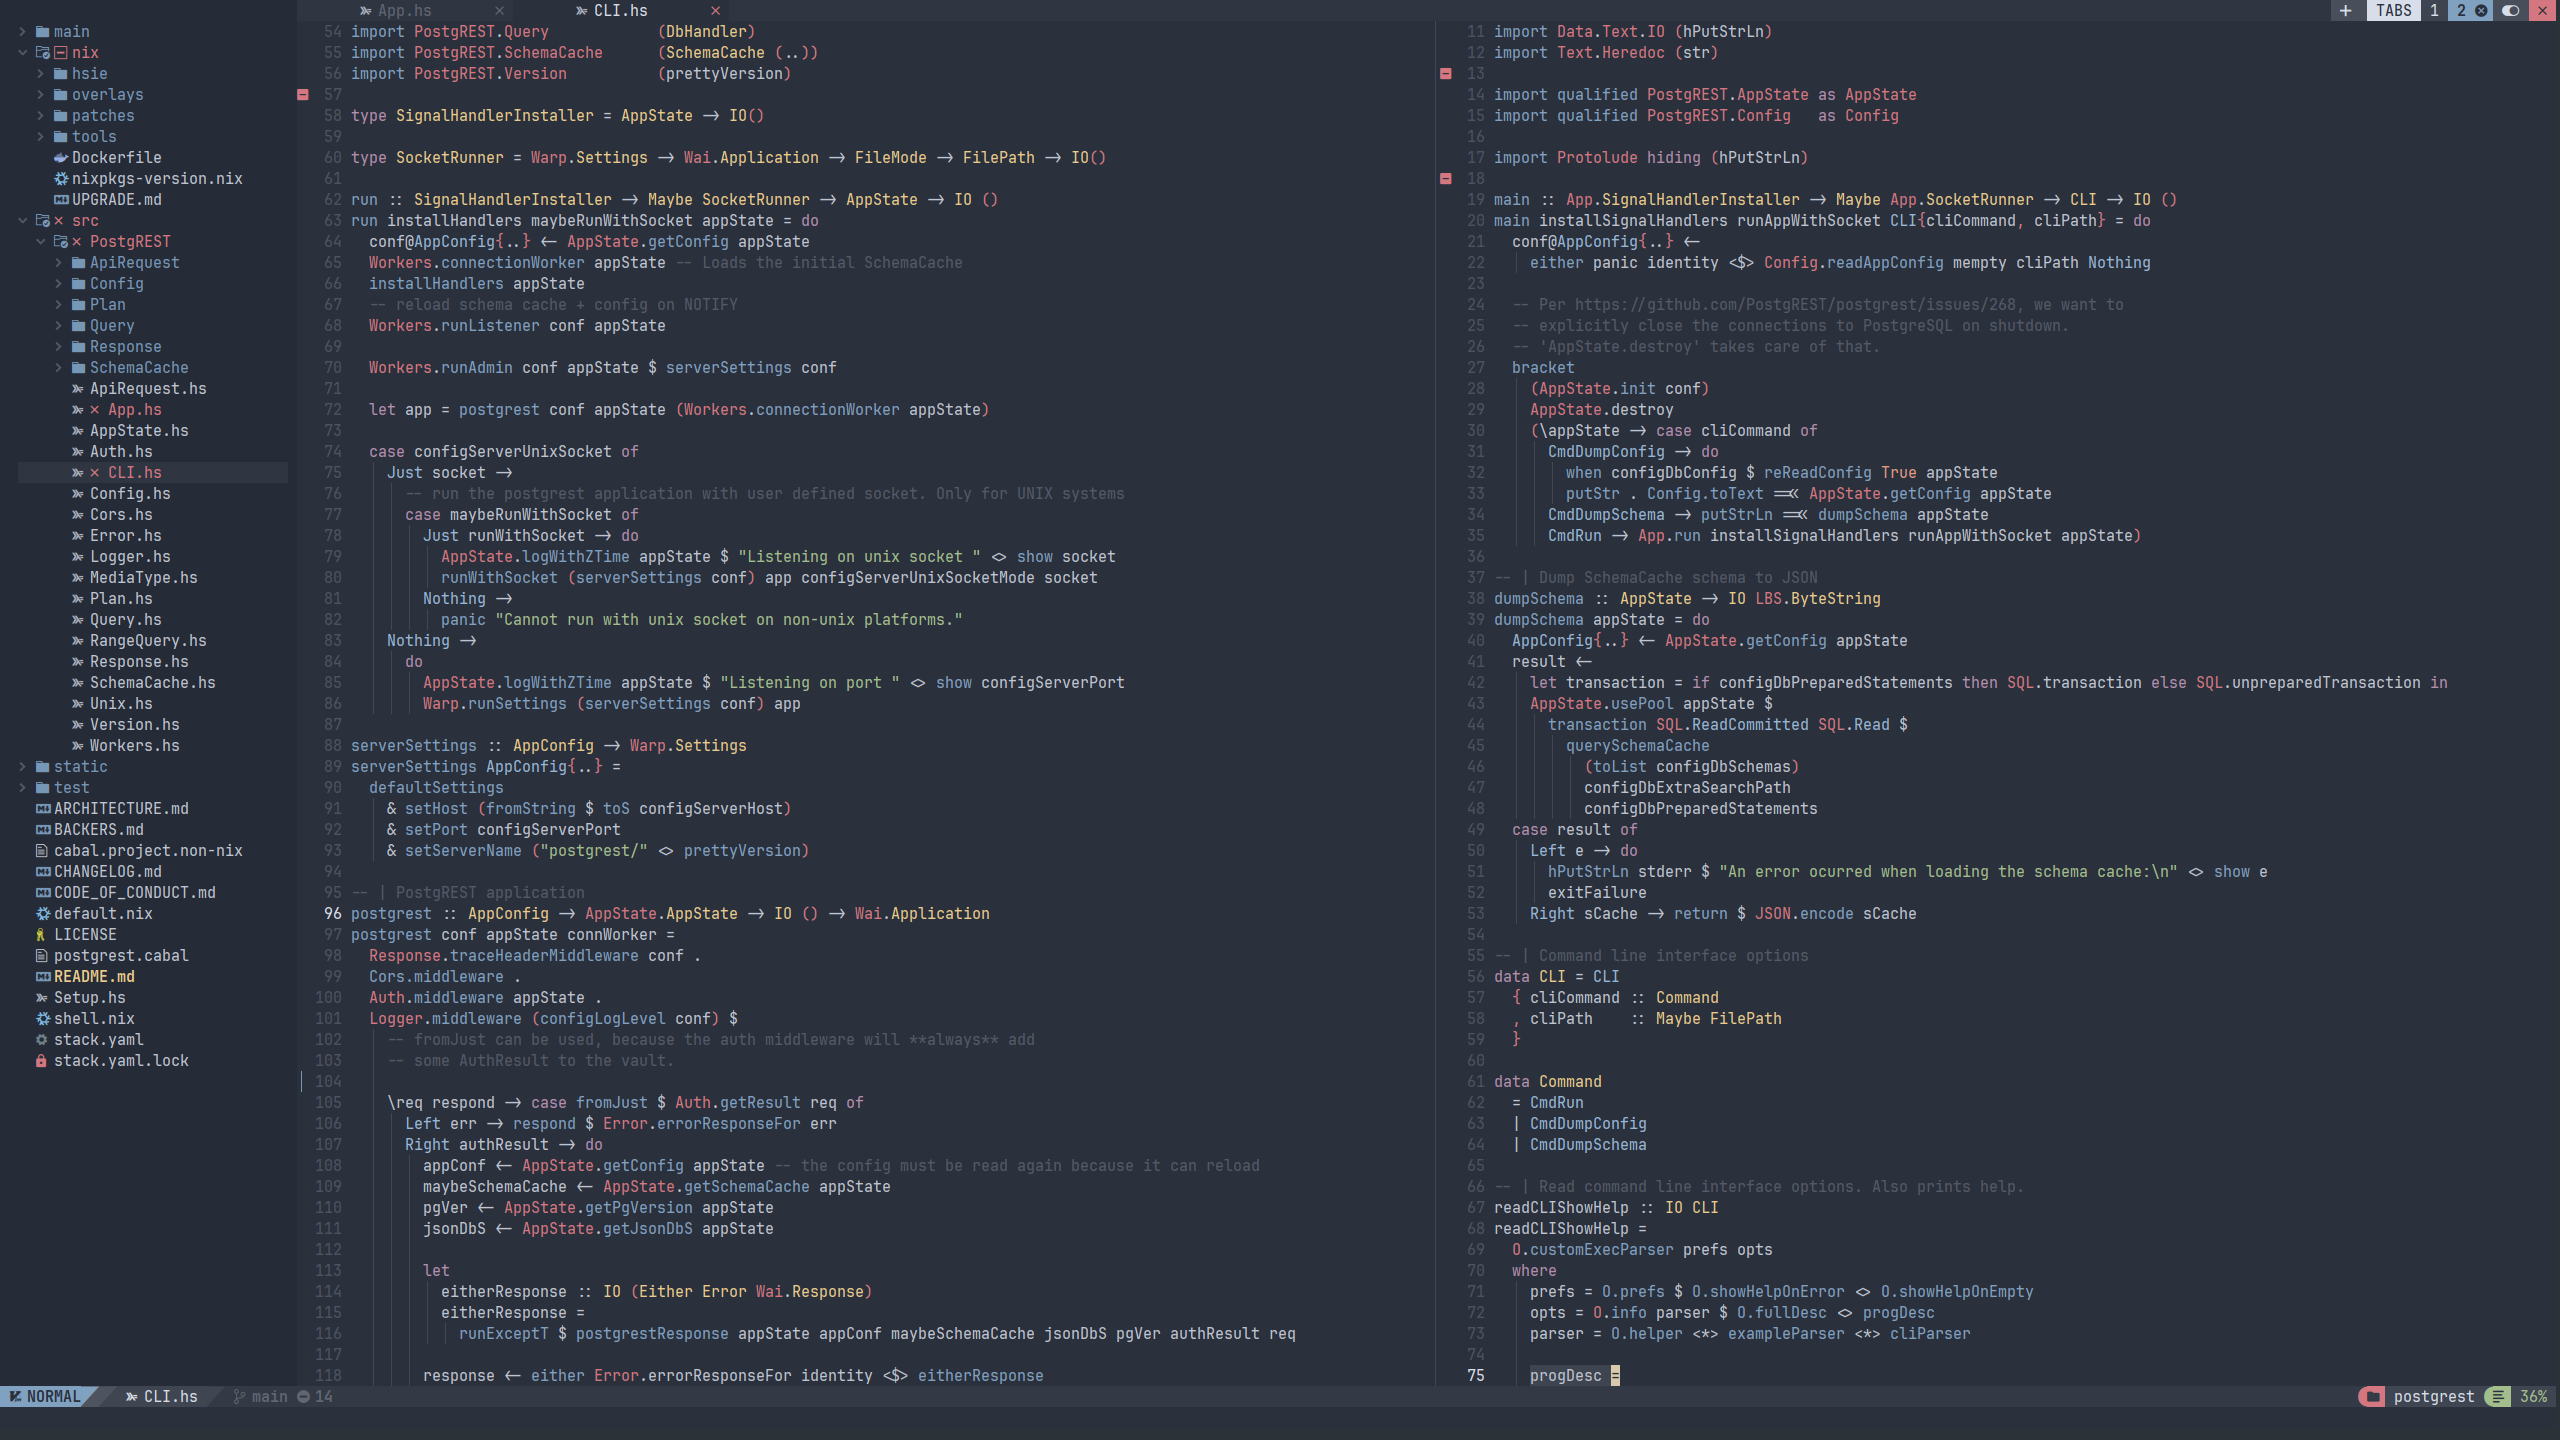 App.hs
CLI.hs
TABS 1 2
main
nix
hsie
overlays
patches
tools
Dockerfile
nixpkgs-version.nix
UPGRADE.md
src
PostgREST
ApiRequest
Config
Plan
Query
Response
SchemaCache
ApiRequest.hs
App.hs
AppState.hs
Auth.hs
CLI.hs
Config.hs
Cors.hs
Error.hs
Logger.hs
MediaType.hs
Plan.hs
Query.hs
RangeQuery.hs
Response.hs
SchemaCache.hs
Unix.hs
Version.hs
Workers.hs
static
test
ARCHITECTURE.md
BACKERS.md
cabal.project.non-nix
CHANGELOG.md
CODE_OF_CONDUCT.md
default.nix
LICENSE
postgrest.cabal
README.md
Setup.hs
shell.nix
stack.yaml
stack.yaml.lock
54 import PostgREST.Query            (DbHandler)
55 import PostgREST.SchemaCache      (SchemaCache (..))
56 import PostgREST.Version          (prettyVersion)
57
58 type SignalHandlerInstaller = AppState -> IO()
59
60 type SocketRunner = Warp.Settings -> Wai.Application -> FileMode -> FilePath -> IO()
61
62 run :: SignalHandlerInstaller -> Maybe SocketRunner -> AppState -> IO ()
63 run installHandlers maybeRunWithSocket appState = do
64   conf@AppConfig{..} <- AppState.getConfig appState
65   Workers.connectionWorker appState -- Loads the initial SchemaCache
66   installHandlers appState
67   -- reload schema cache + config on NOTIFY
68   Workers.runListener conf appState
69
70   Workers.runAdmin conf appState $ serverSettings conf
71
72   let app = postgrest conf appState (Workers.connectionWorker appState)
73
74   case configServerUnixSocket of
75     Just socket ->
76       -- run the postgrest application with user defined socket. Only for UNIX systems
77       case maybeRunWithSocket of
78         Just runWithSocket -> do
79           AppState.logWithZTime appState $ "Listening on unix socket " <> show socket
80           runWithSocket (serverSettings conf) app configServerUnixSocketMode socket
81         Nothing ->
82           panic "Cannot run with unix socket on non-unix platforms."
83     Nothing ->
84       do
85         AppState.logWithZTime appState $ "Listening on port " <> show configServerPort
86         Warp.runSettings (serverSettings conf) app
87
88 serverSettings :: AppConfig -> Warp.Settings
89 serverSettings AppConfig{..} =
90   defaultSettings
91     & setHost (fromString $ toS configServerHost)
92     & setPort configServerPort
93     & setServerName ("postgrest/" <> prettyVersion)
94
95 -- | PostgREST application
96 postgrest :: AppConfig -> AppState.AppState -> IO () -> Wai.Application
97 postgrest conf appState connWorker =
98   Response.traceHeaderMiddleware conf .
99   Cors.middleware .
100   Auth.middleware appState .
101   Logger.middleware (configLogLevel conf) $
102     -- fromJust can be used, because the auth middleware will **always** add
103     -- some AuthResult to the vault.
104
105     \req respond -> case fromJust $ Auth.getResult req of
106       Left err -> respond $ Error.errorResponseFor err
107       Right authResult -> do
108         appConf <- AppState.getConfig appState -- the config must be read again because it can reload
109         maybeSchemaCache <- AppState.getSchemaCache appState
110         pgVer <- AppState.getPgVersion appState
111         jsonDbS <- AppState.getJsonDbS appState
112
113         let
114           eitherResponse :: IO (Either Error Wai.Response)
115           eitherResponse =
116             runExceptT $ postgrestResponse appState appConf maybeSchemaCache jsonDbS pgVer authResult req
117
118         response <- either Error.errorResponseFor identity <$> eitherResponse
11 import Data.Text.IO (hPutStrLn)
12 import Text.Heredoc (str)
13
14 import qualified PostgREST.AppState as AppState
15 import qualified PostgREST.Config   as Config
16
17 import Protolude hiding (hPutStrLn)
18
19 main :: App.SignalHandlerInstaller -> Maybe App.SocketRunner -> CLI -> IO ()
20 main installSignalHandlers runAppWithSocket CLI{cliCommand, cliPath} = do
21   conf@AppConfig{..} <-
22     either panic identity <$> Config.readAppConfig mempty cliPath Nothing
23
24   -- Per https://github.com/PostgREST/postgrest/issues/268, we want to
25   -- explicitly close the connections to PostgreSQL on shutdown.
26   -- 'AppState.destroy' takes care of that.
27   bracket
28     (AppState.init conf)
29     AppState.destroy
30     (\appState -> case cliCommand of
31       CmdDumpConfig -> do
32         when configDbConfig $ reReadConfig True appState
33         putStr . Config.toText =<< AppState.getConfig appState
34       CmdDumpSchema -> putStrLn =<< dumpSchema appState
35       CmdRun -> App.run installSignalHandlers runAppWithSocket appState)
36
37 -- | Dump SchemaCache schema to JSON
38 dumpSchema :: AppState -> IO LBS.ByteString
39 dumpSchema appState = do
40   AppConfig{..} <- AppState.getConfig appState
41   result <-
42     let transaction = if configDbPreparedStatements then SQL.transaction else SQL.unpreparedTransaction in
43     AppState.usePool appState $
44       transaction SQL.ReadCommitted SQL.Read $
45         querySchemaCache
46           (toList configDbSchemas)
47           configDbExtraSearchPath
48           configDbPreparedStatements
49   case result of
50     Left e -> do
51       hPutStrLn stderr $ "An error ocurred when loading the schema cache:\n" <> show e
52       exitFailure
53     Right sCache -> return $ JSON.encode sCache
54
55 -- | Command line interface options
56 data CLI = CLI
57   { cliCommand :: Command
58   , cliPath    :: Maybe FilePath
59   }
60
61 data Command
62   = CmdRun
63   | CmdDumpConfig
64   | CmdDumpSchema
65
66 -- | Read command line interface options. Also prints help.
67 readCLIShowHelp :: IO CLI
68 readCLIShowHelp =
69   O.customExecParser prefs opts
70   where
71     prefs = O.prefs $ O.showHelpOnError <> O.showHelpOnEmpty
72     opts = O.info parser $ O.fullDesc <> progDesc
73     parser = O.helper <*> exampleParser <*> cliParser
74
75     progDesc =
NORMAL CLI.hs main 14 postgrest 36%